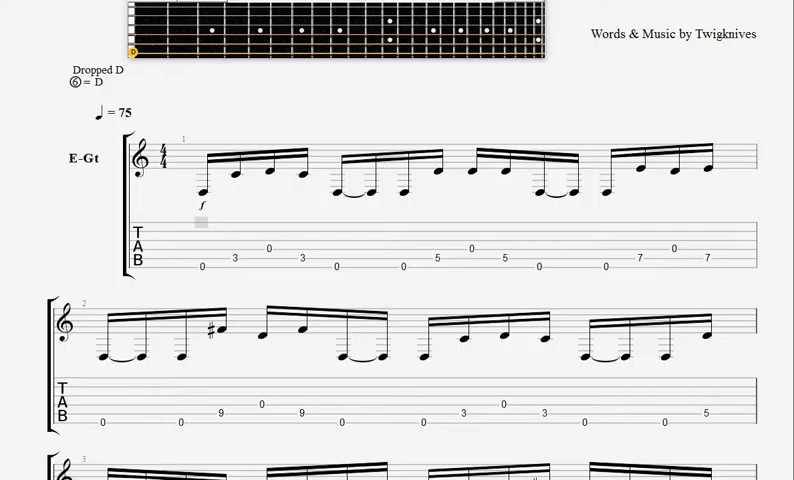 Words & Music by Twigknives
Dropped D
⑥ = D
♩ = 75
E-Gt
1
4
4
f
T
A
B
0 3 0 3 0 0 5 0 5 0 0 7 0 7
2
T
A
B
0 0 9 0 9 0 0 3 0 3 0 0 5
3